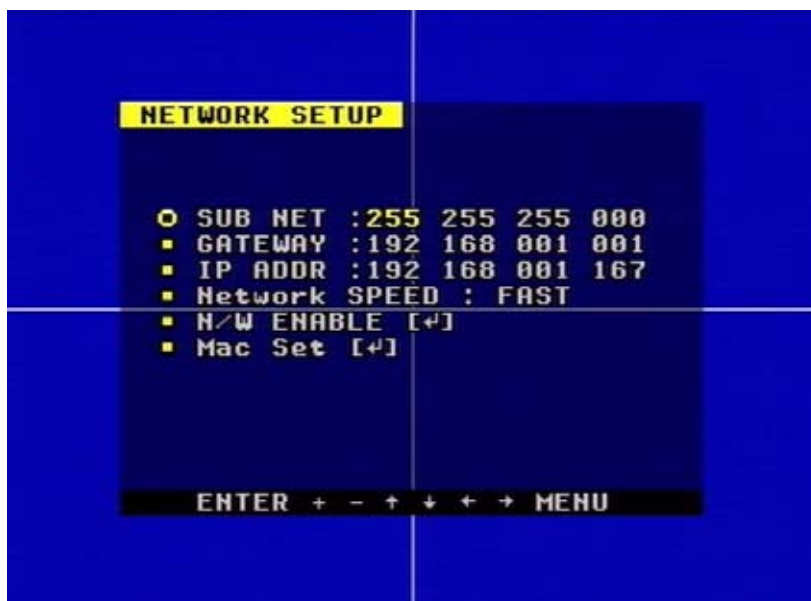 NETWORK SETUP
SUB NET :255 255 255 000
GATEWAY :192 168 001 001
IP ADDR :192 168 001 167
Network SPEED : FAST
N/W ENABLE [↵]
Mac Set [↵]
ENTER + - ↑ ↓ ← → MENU